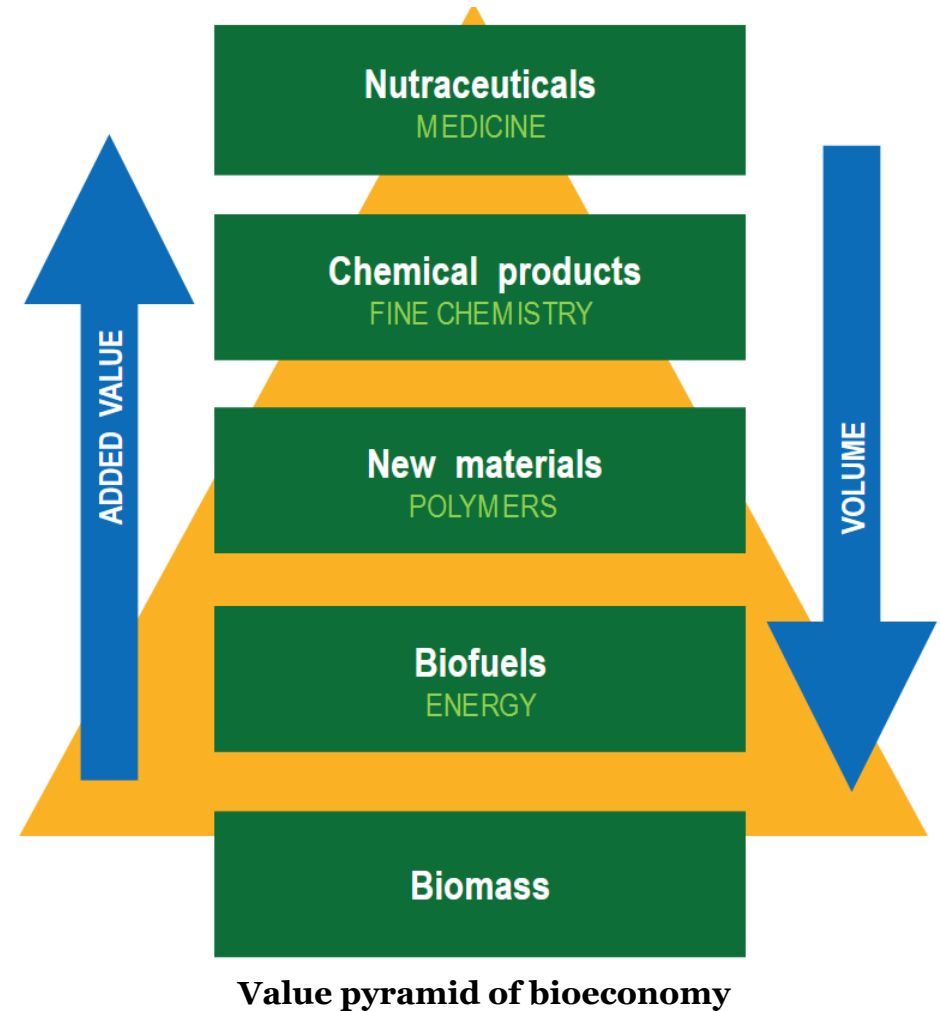 Nutraceuticals
MEDICINE
Chemical products
FINE CHEMISTRY
ADDED VALUE
New materials
POLYMERS
VOLUME
Biofuels
ENERGY
Biomass
Value pyramid of bioeconomy